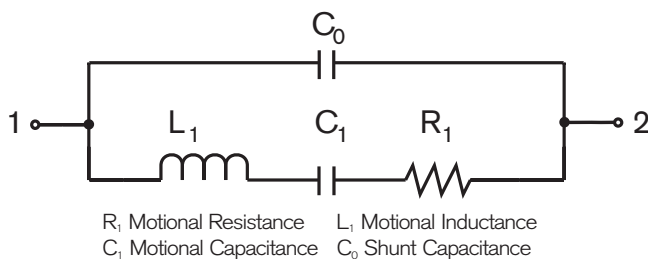 C₀
1 L₁ C₁ R₁ 2
R₁ Motional Resistance L₁ Motional Inductance
C₁ Motional Capacitance C₀ Shunt Capacitance